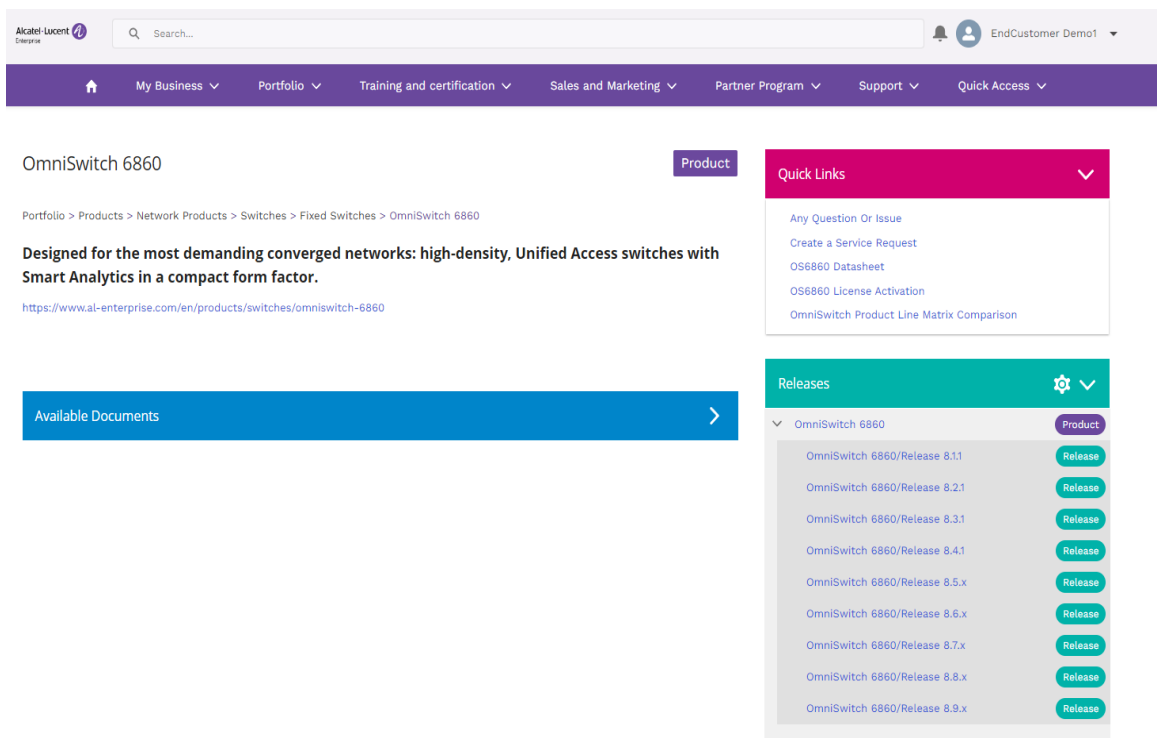 Alcatel-Lucent
Enterprise
Search...
EndCustomer Demo1
My Business
Portfolio
Training and certification
Sales and Marketing
Partner Program
Support
Quick Access
OmniSwitch 6860
Product
Portfolio > Products > Network Products > Switches > Fixed Switches > OmniSwitch 6860
Designed for the most demanding converged networks: high-density, Unified Access switches with
Smart Analytics in a compact form factor.
https://www.al-enterprise.com/en/products/switches/omniswitch-6860
Available Documents
Quick Links
Any Question Or Issue
Create a Service Request
OS6860 Datasheet
OS6860 License Activation
OmniSwitch Product Line Matrix Comparison
Releases
OmniSwitch 6860 Product
OmniSwitch 6860/Release 8.1.1 Release
OmniSwitch 6860/Release 8.2.1 Release
OmniSwitch 6860/Release 8.3.1 Release
OmniSwitch 6860/Release 8.4.1 Release
OmniSwitch 6860/Release 8.5.x Release
OmniSwitch 6860/Release 8.6.x Release
OmniSwitch 6860/Release 8.7.x Release
OmniSwitch 6860/Release 8.8.x Release
OmniSwitch 6860/Release 8.9.x Release